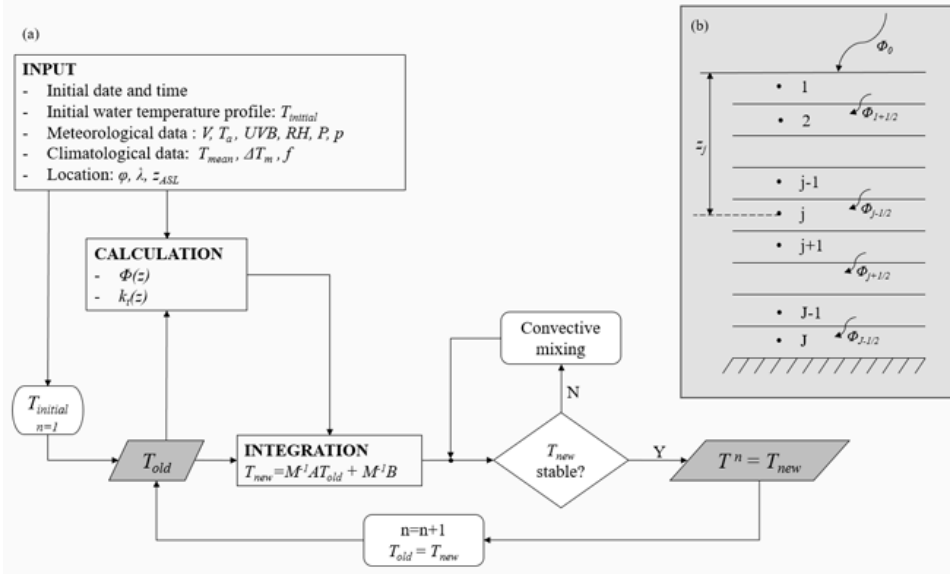 (a)
INPUT
- Initial date and time
- Initial water temperature profile: T_initial
- Meteorological data : V, T_a, UVB, RH, P, p
- Climatological data: T_mean, ΔT_m, f
- Location: φ, λ, z_ASL
CALCULATION
- Φ(z)
- k_t(z)
T_initial
n=1
T_old
INTEGRATION
T_new=M⁻¹AT_old + M⁻¹B
Convective
mixing
N
T_new
stable?
Y
Tⁿ = T_new
n=n+1
T_old = T_new
(b)
Φ_0
• 1
Φ_1+1/2
• 2
z_j
• j-1
Φ_j-1/2
• j
• j+1
Φ_j+1/2
• J-1
Φ_J-1/2
• J